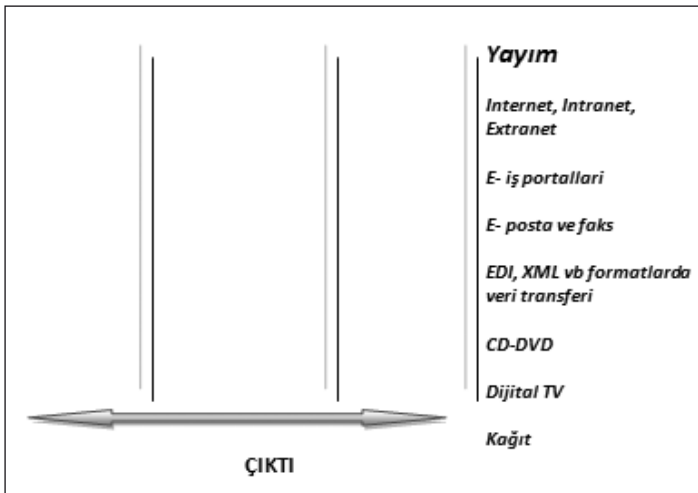 Yayım
Internet, Intranet,
Extranet
E- iş portallari
E- posta ve faks
EDI, XML vb formatlarda
veri transferi
CD-DVD
Dijital TV
Kağıt
ÇIKTI